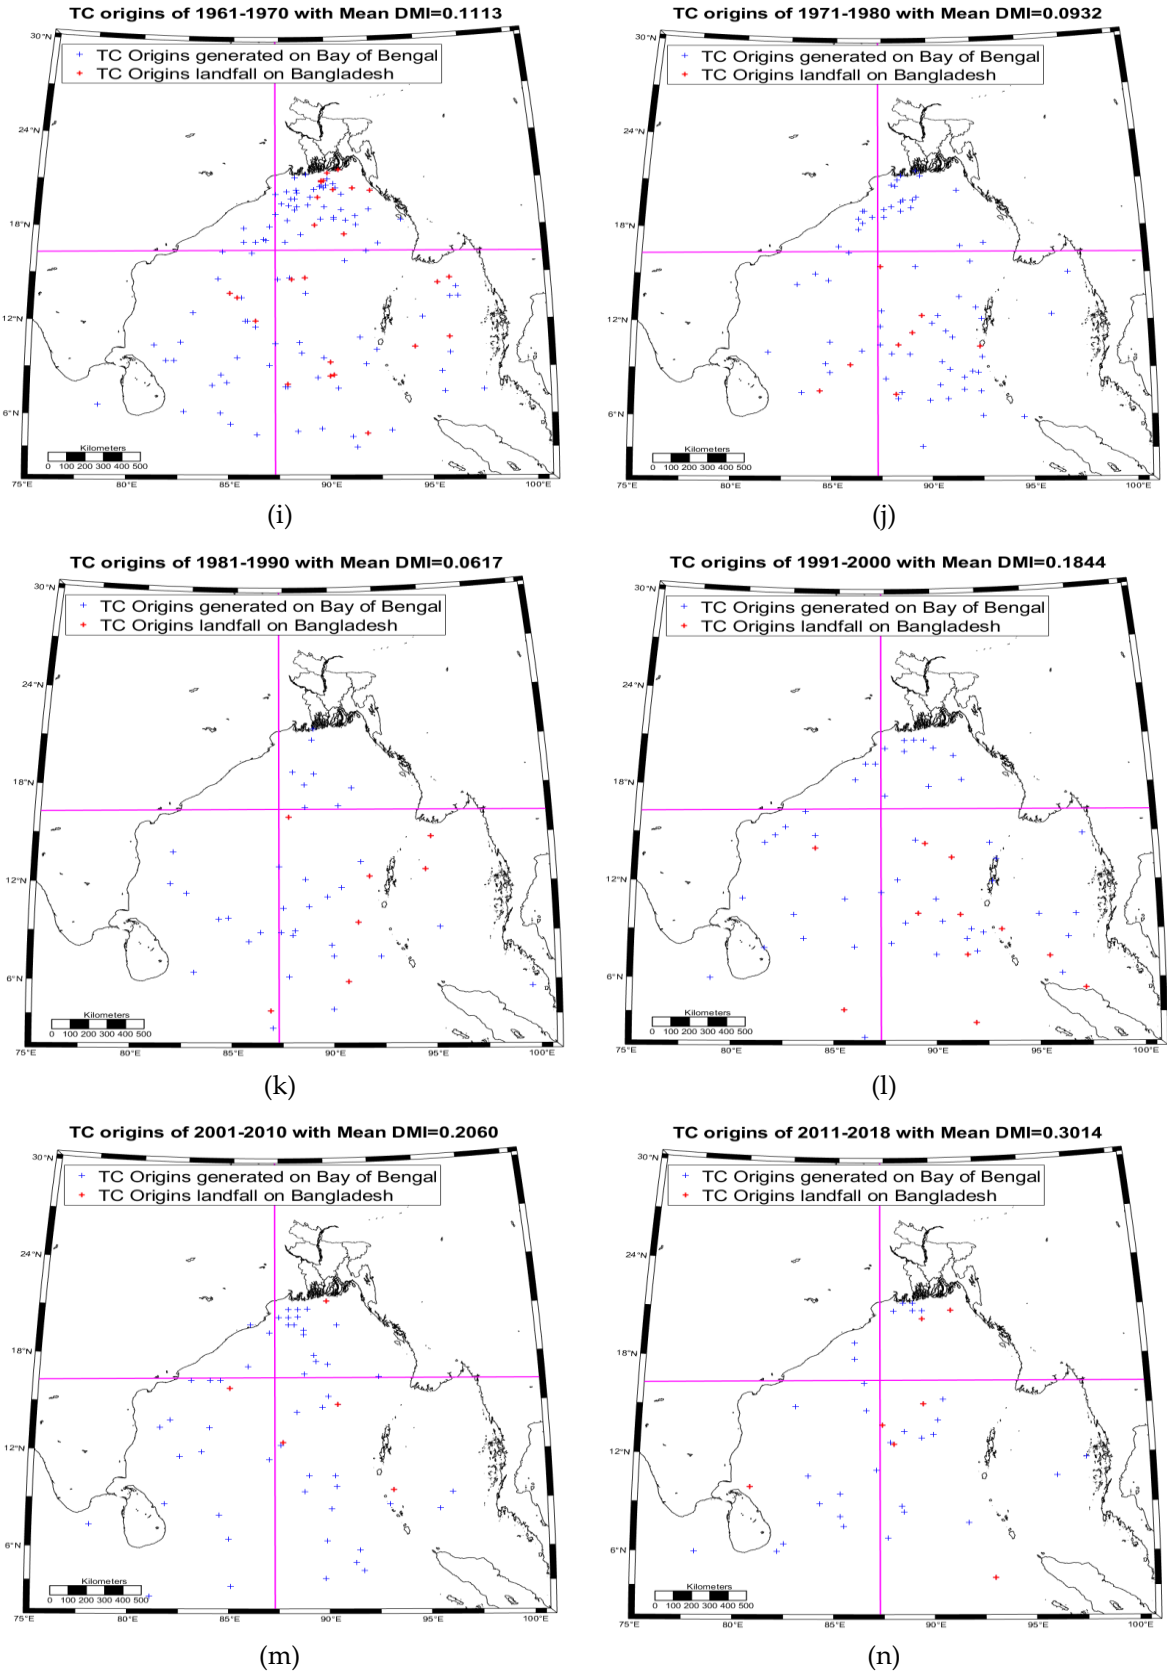 TC origins of 1961-1970 with Mean DMI=0.1113
30°N
+ TC Origins generated on Bay of Bengal
+ TC Origins landfall on Bangladesh
24°N
18°N
12°N
6°N
Kilometers
0 100 200 300 400 500
75°E 80°E 85°E 90°E 95°E 100°E
(i)
TC origins of 1971-1980 with Mean DMI=0.0932
30°N
+ TC Origins generated on Bay of Bengal
+ TC Origins landfall on Bangladesh
24°N
18°N
12°N
6°N
Kilometers
0 100 200 300 400 500
75°E 80°E 85°E 90°E 95°E 100°E
(j)
TC origins of 1981-1990 with Mean DMI=0.0617
30°N
+ TC Origins generated on Bay of Bengal
+ TC Origins landfall on Bangladesh
24°N
18°N
12°N
6°N
Kilometers
0 100 200 300 400 500
75°E 80°E 85°E 90°E 95°E 100°E
(k)
TC origins of 1991-2000 with Mean DMI=0.1844
30°N
+ TC Origins generated on Bay of Bengal
+ TC Origins landfall on Bangladesh
24°N
18°N
12°N
6°N
Kilometers
0 100 200 300 400 500
75°E 80°E 85°E 90°E 95°E 100°E
(l)
TC origins of 2001-2010 with Mean DMI=0.2060
30°N
+ TC Origins generated on Bay of Bengal
+ TC Origins landfall on Bangladesh
24°N
18°N
12°N
6°N
Kilometers
0 100 200 300 400 500
75°E 80°E 85°E 90°E 95°E 100°E
(m)
TC origins of 2011-2018 with Mean DMI=0.3014
30°N
+ TC Origins generated on Bay of Bengal
+ TC Origins landfall on Bangladesh
24°N
18°N
12°N
6°N
Kilometers
0 100 200 300 400 500
75°E 80°E 85°E 90°E 95°E 100°E
(n)